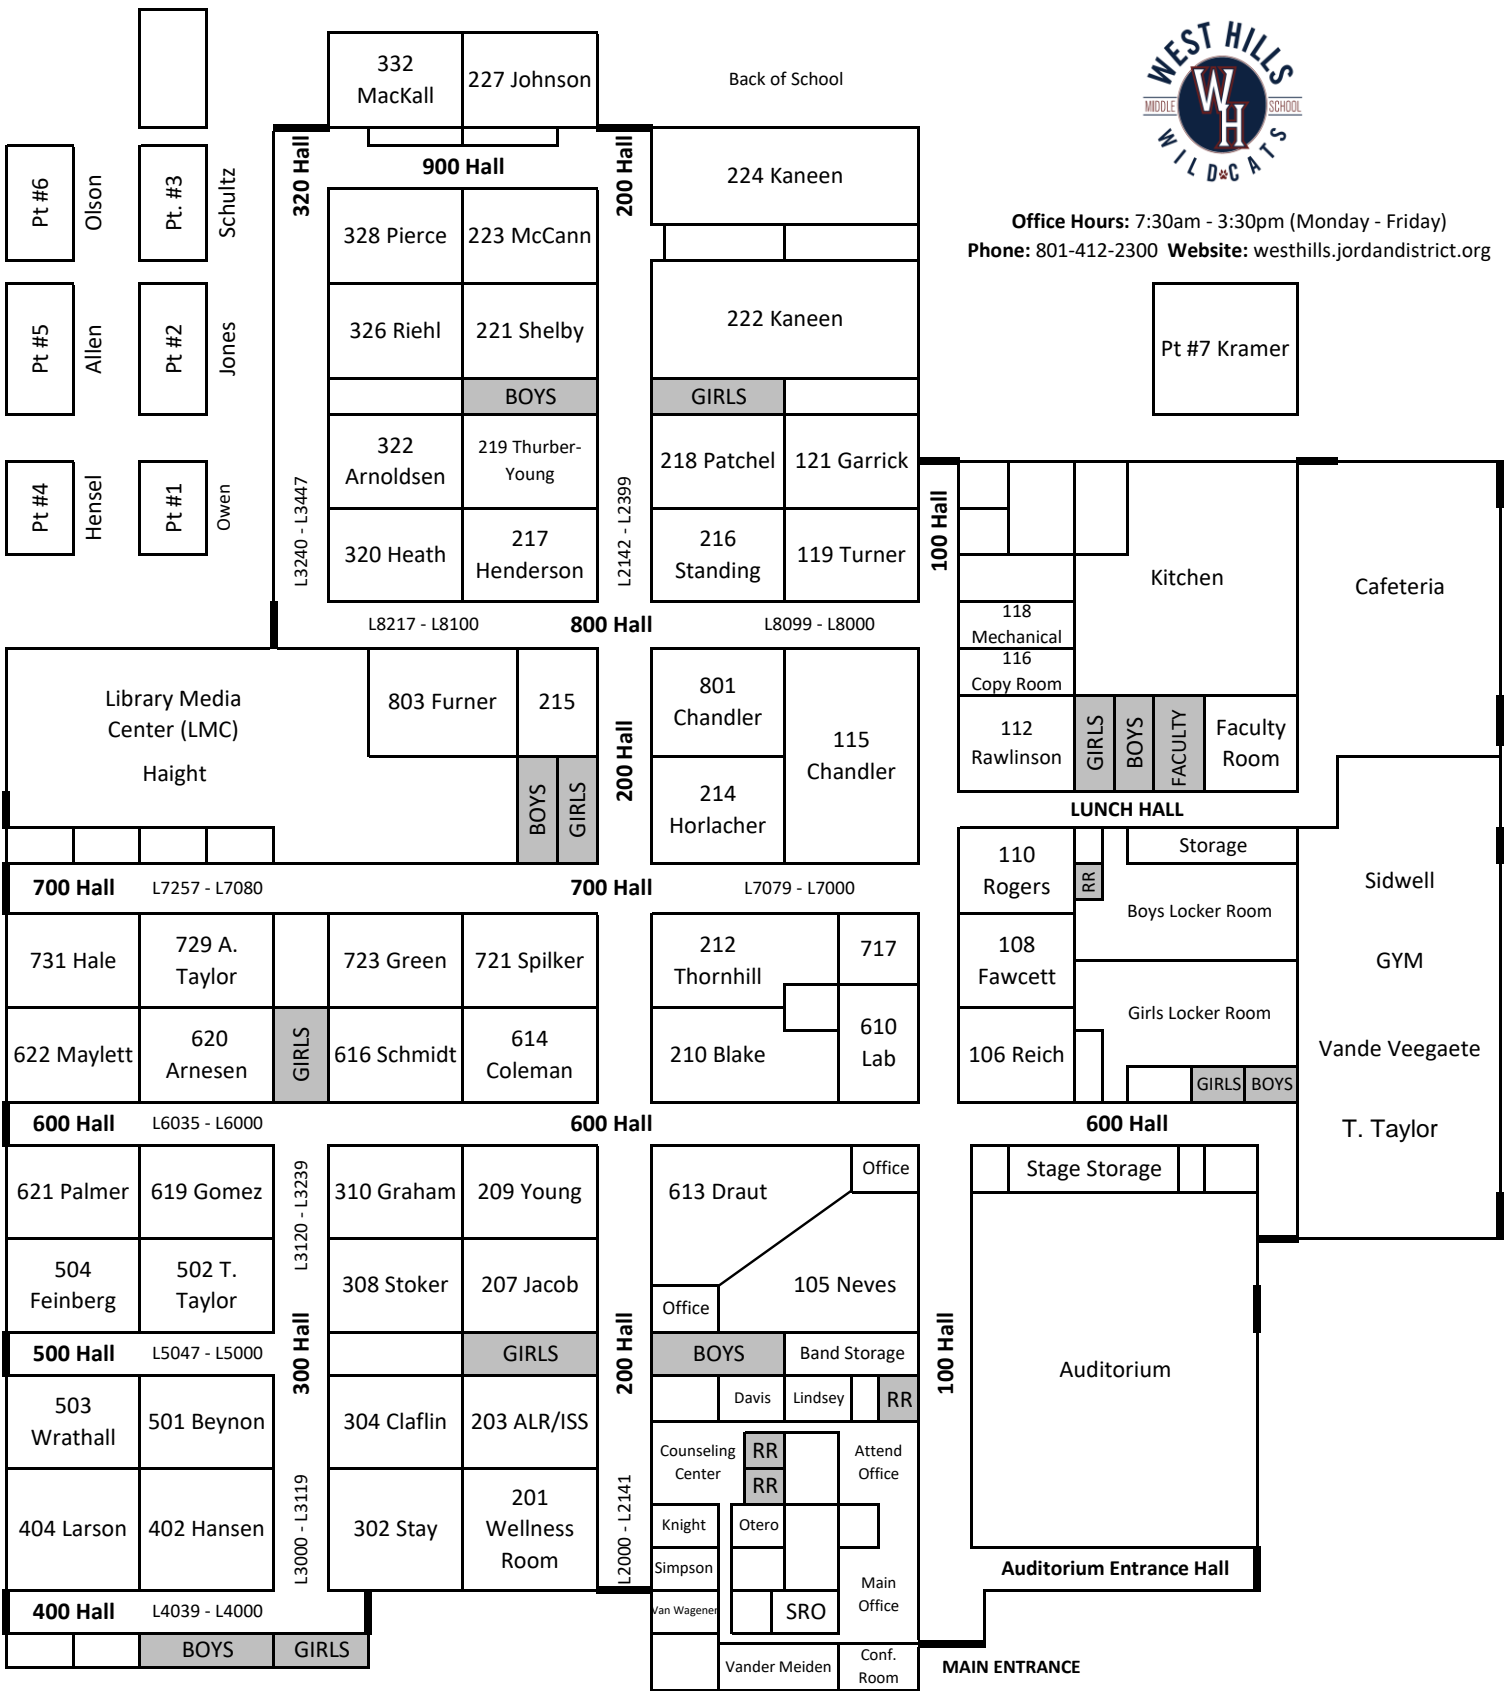 WEST HILLS
MIDDLE
WH
SCHOOL
WILDCATS
Office Hours: 7:30am - 3:30pm (Monday - Friday)
Phone: 801-412-2300 Website: westhills.jordandistrict.org
Back of School
332
MacKall
227 Johnson
320 Hall
900 Hall
200 Hall
224 Kaneen
Pt #6
Olson
Pt. #3
Schultz
328 Pierce
223 McCann
Pt #5
Allen
Pt #2
Jones
326 Riehl
221 Shelby
222 Kaneen
Pt #7 Kramer
BOYS
GIRLS
322
Arnoldsen
219 Thurber-
Young
218 Patchel
121 Garrick
Pt #4
Hensel
Pt #1
Owen
L3240 - L3447
320 Heath
217
Henderson
L2142 - L2399
216
Standing
119 Turner
100 Hall
Kitchen
Cafeteria
118
Mechanical
116
Copy Room
L8217 - L8100
800 Hall
L8099 - L8000
Library Media
Center (LMC)
Haight
803 Furner
215
BOYS
GIRLS
200 Hall
801
Chandler
214
Horlacher
115
Chandler
112
Rawlinson
GIRLS
BOYS
FACULTY
Faculty
Room
LUNCH HALL
110
Rogers
RR
Storage
Boys Locker Room
Sidwell
GYM
Vande Veegaete
T. Taylor
700 Hall
L7257 - L7080
700 Hall
L7079 - L7000
731 Hale
729 A.
Taylor
723 Green
721 Spilker
212
Thornhill
717
108
Fawcett
Girls Locker Room
622 Maylett
620
Arnesen
GIRLS
616 Schmidt
614
Coleman
210 Blake
610
Lab
106 Reich
GIRLS
BOYS
600 Hall
L6035 - L6000
600 Hall
600 Hall
621 Palmer
619 Gomez
L3120 - L3239
310 Graham
209 Young
613 Draut
Office
Stage Storage
504
Feinberg
502 T.
Taylor
308 Stoker
207 Jacob
Office
105 Neves
500 Hall
L5047 - L5000
300 Hall
GIRLS
200 Hall
BOYS
Band Storage
100 Hall
Auditorium
503
Wrathall
501 Beynon
304 Claflin
203 ALR/ISS
Davis
Lindsey
RR
Counseling
Center
RR
RR
Attend
Office
404 Larson
402 Hansen
L3000 - L3119
302 Stay
201
Wellness
Room
L2000 - L2141
Knight
Otero
Simpson
Van Wagener
SRO
Main
Office
Auditorium Entrance Hall
400 Hall
L4039 - L4000
BOYS
GIRLS
Vander Meiden
Conf.
Room
MAIN ENTRANCE